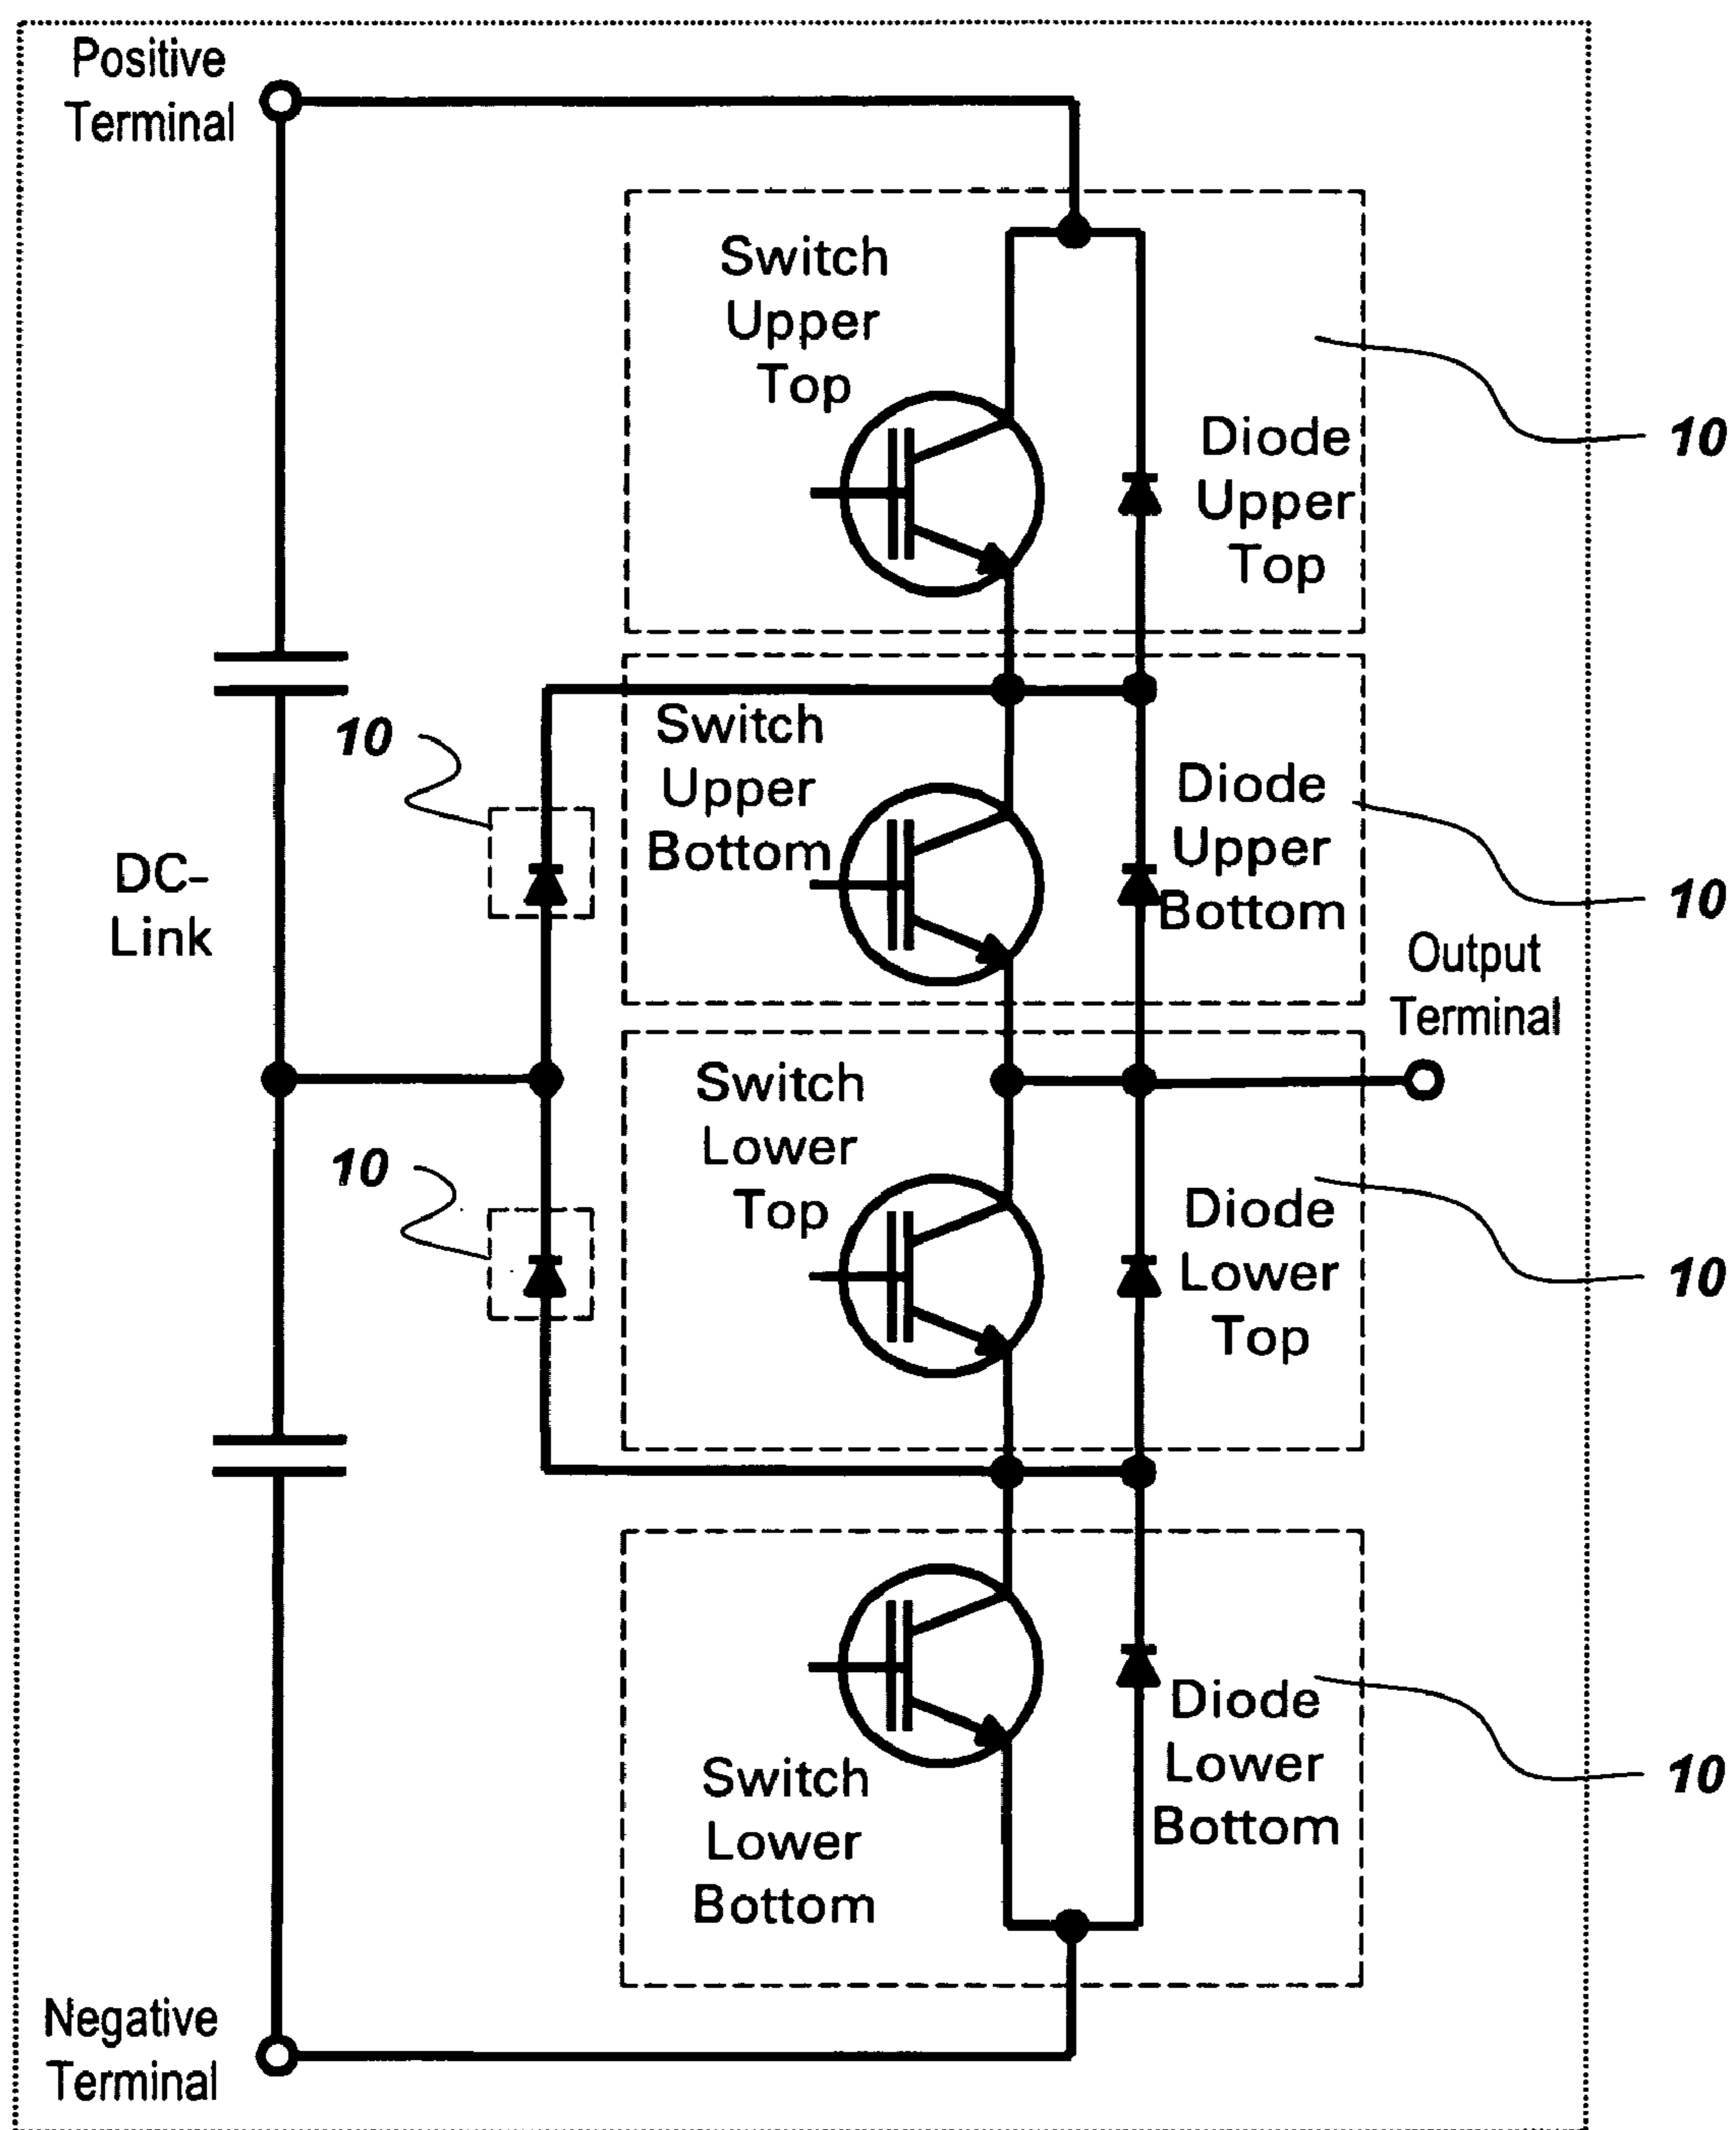 Positive
Terminal
Switch
Upper
Top
Diode
Upper
Top
10
10
Switch
Upper
Bottom
Diode
Upper
Bottom
10
DC-
Link
Output
Terminal
10
Switch
Lower
Top
Diode
Lower
Top
10
Diode
Lower
Bottom
10
Switch
Lower
Bottom
Negative
Terminal